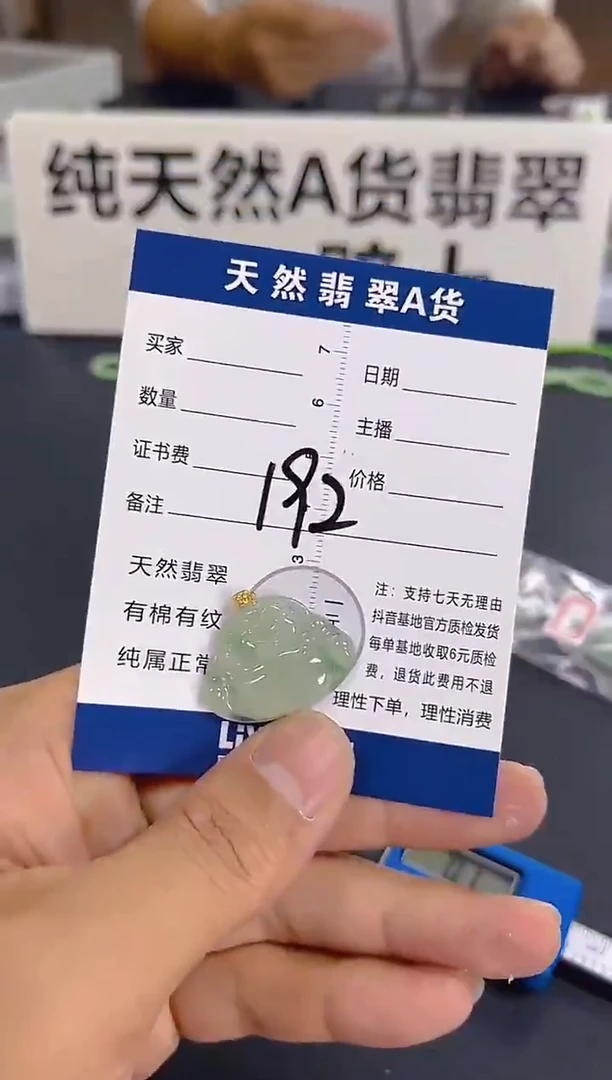 纯天然A货翡翠
天然翡翠A货
买家
日期
数量
主播
证书费
价格
备注
192
7
6
3
天然翡翠
有棉有纹
纯属正常
注：支持七天无理由
抖音基地官方质检发货
每单基地收取6元质检
费，退货此费用不退
理性下单，理性消费